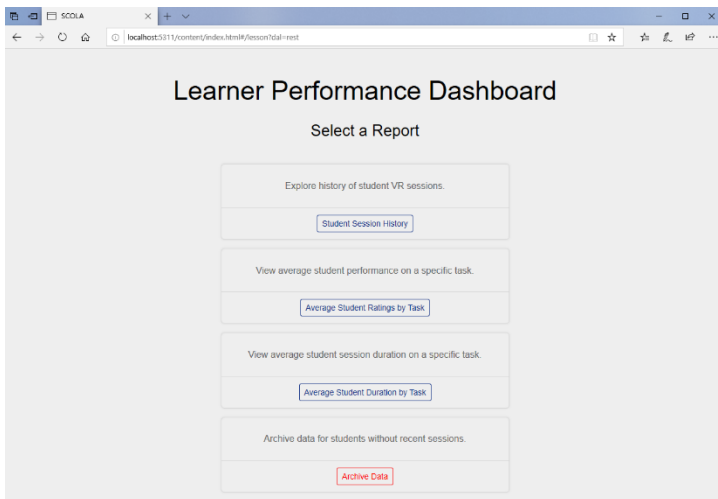 SCOLA
localhost:5311/content/index.html#/lesson?dal=rest
Learner Performance Dashboard
Select a Report
Explore history of student VR sessions.
Student Session History
View average student performance on a specific task.
Average Student Ratings by Task
View average student session duration on a specific task.
Average Student Duration by Task
Archive data for students without recent sessions.
Archive Data